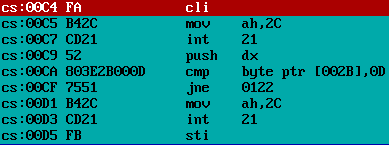 cs:00C4 FA cli
cs:00C5 B42C mov ah,2C
cs:00C7 CD21 int 21
cs:00C9 52 push dx
cs:00CA 803E2B000D cmp byte ptr [002B],0D
cs:00CF 7551 jne 0122
cs:00D1 B42C mov ah,2C
cs:00D3 CD21 int 21
cs:00D5 FB sti